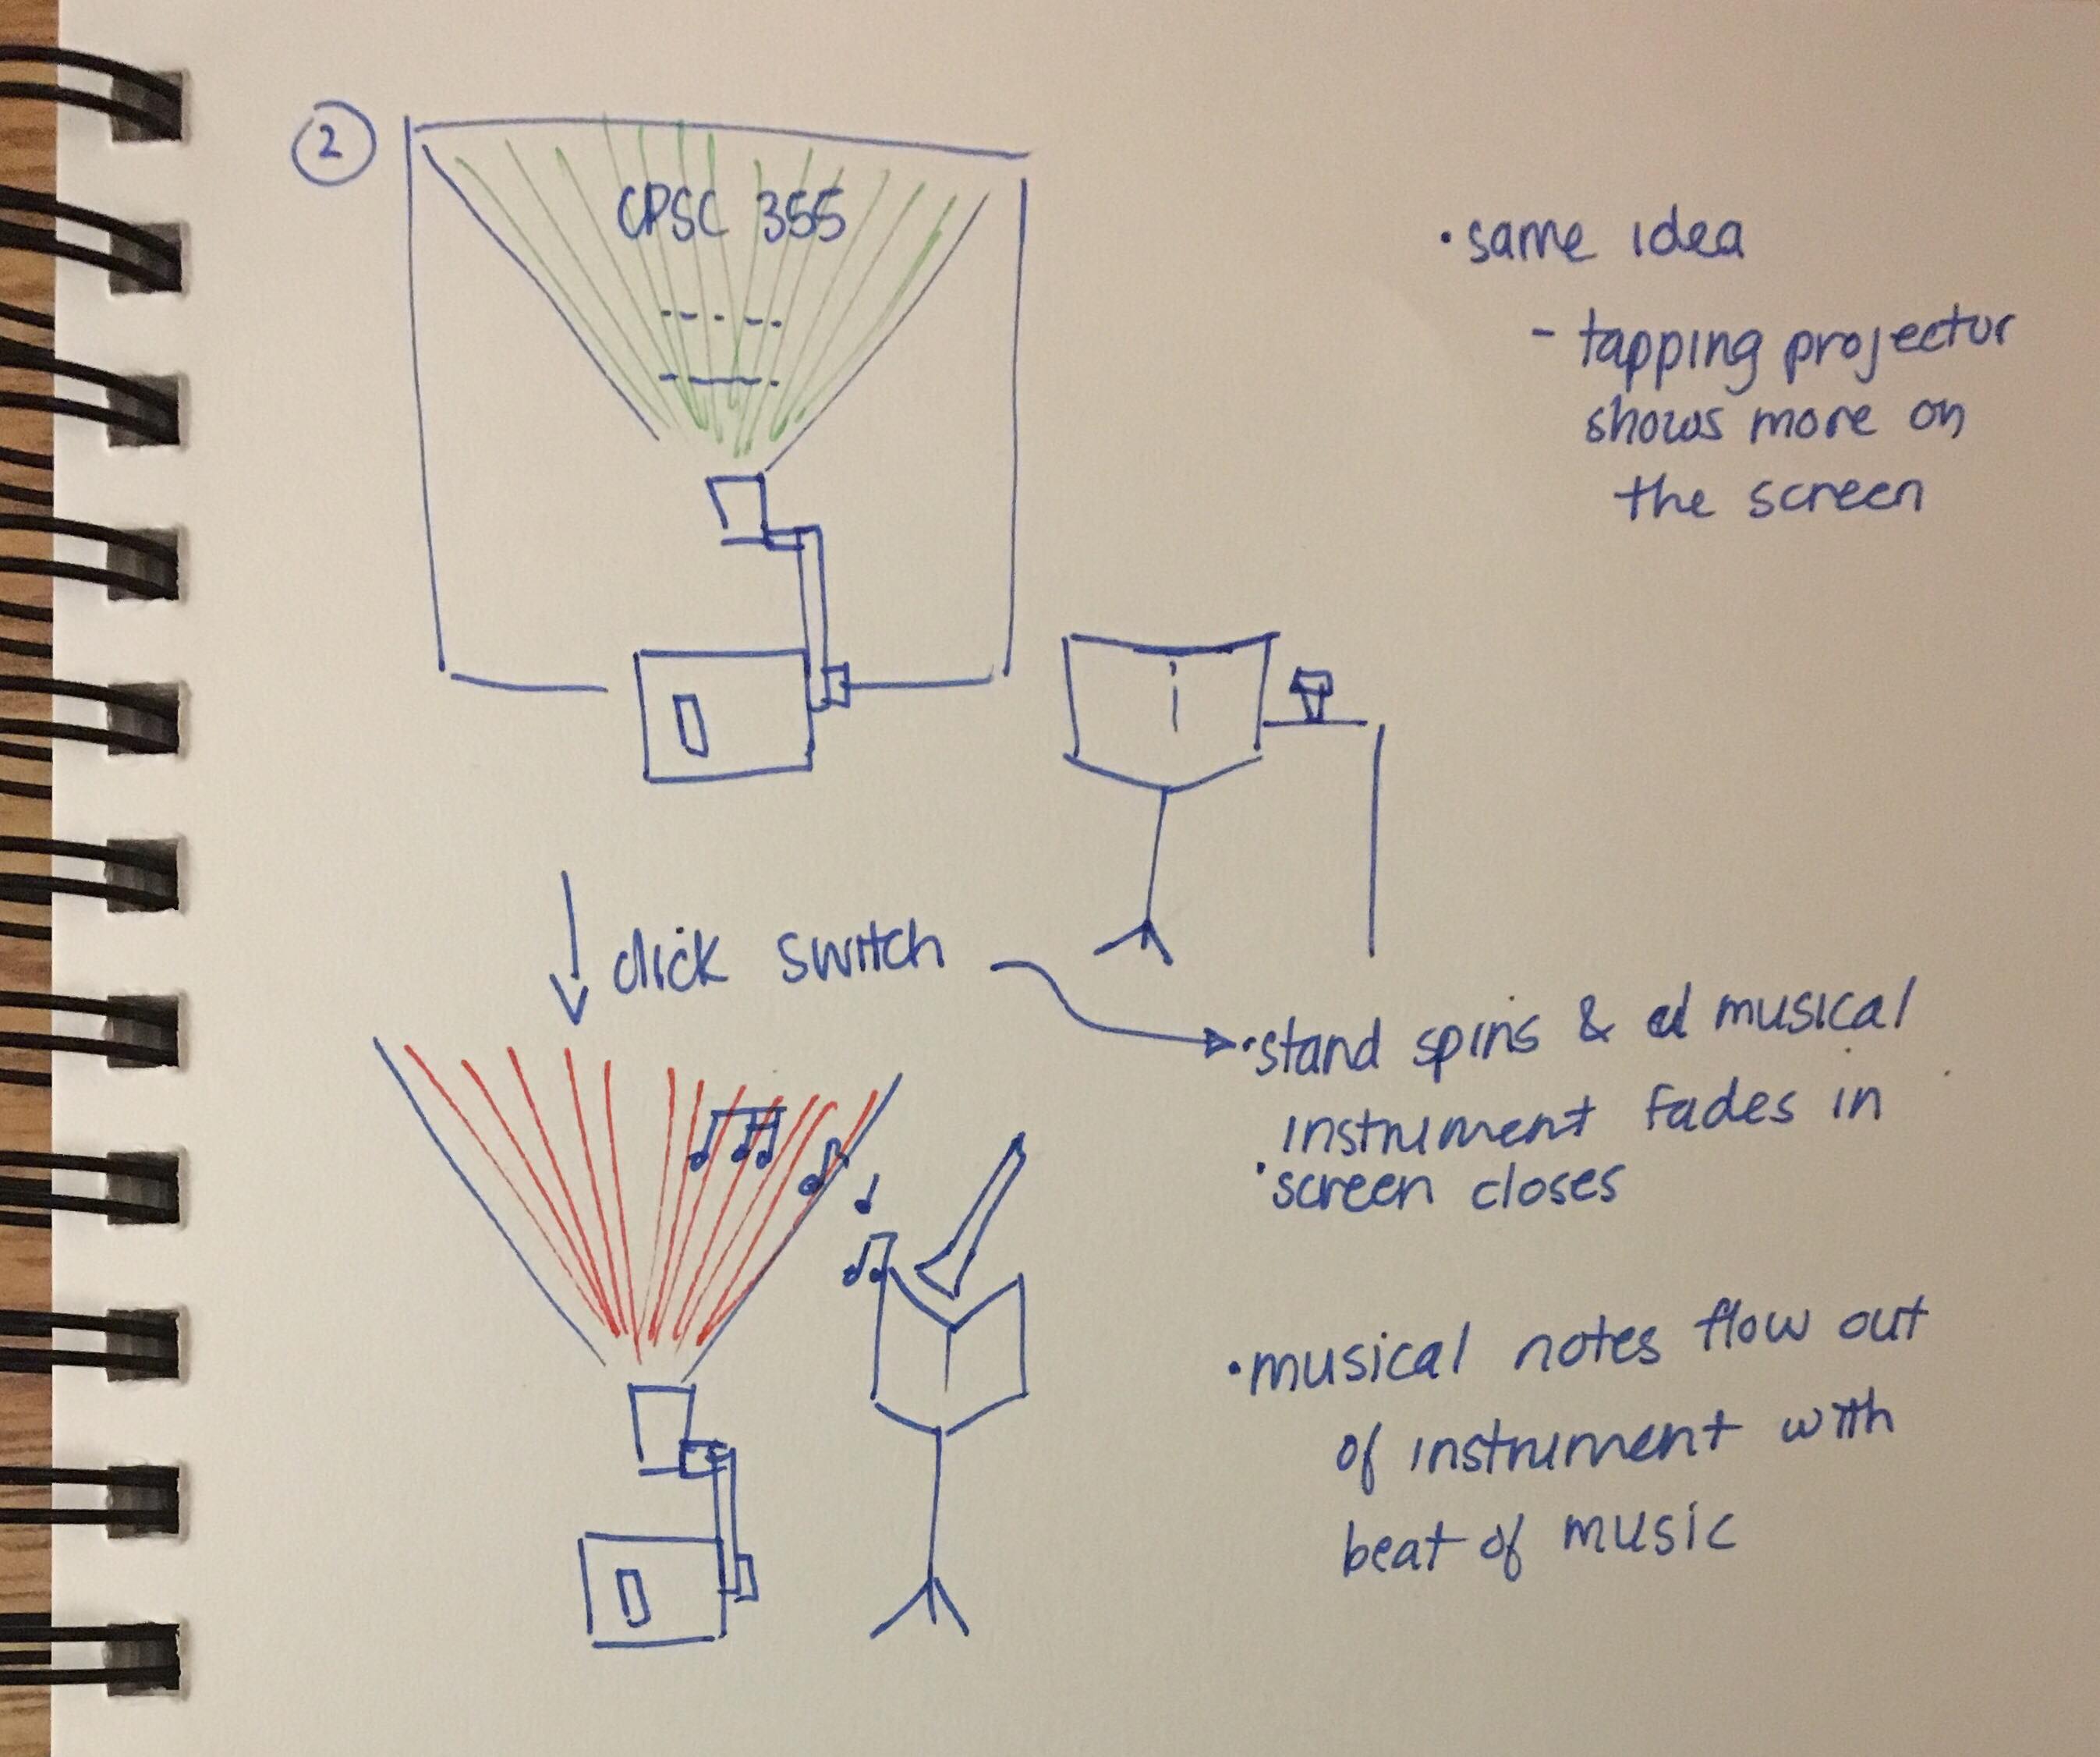 2
CPSC 355
• same idea
- tapping projector
shows more on
the screen
click switch
• stand spins & a musical
instrument fades in
• screen closes
• musical notes flow out
of instrument with
beat of music